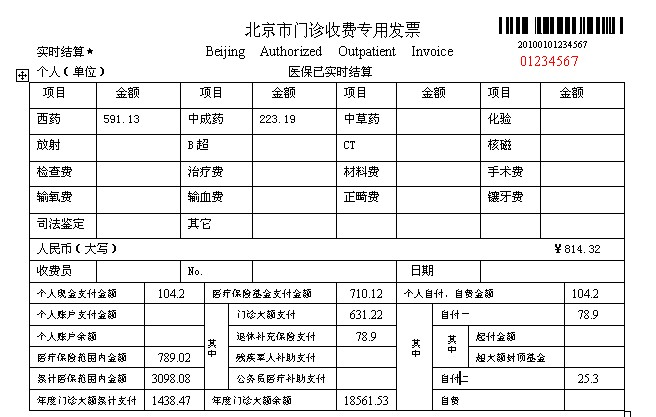 北京市门诊收费专用发票
实时结算★ Beijing Authorized Outpatient Invoice 20100101234567
01234567
个人（单位） 医保已实时结算
项目 金额 项目 金额 项目 金额 项目 金额
西药 591.13 中成药 223.19 中草药 化验
放射 B超 CT 核磁
检查费 治疗费 材料费 手术费
输氧费 输血费 正畸费 镶牙费
司法鉴定 其它
人民币（大写） ¥814.32
收费员 No. 日期
个人现金支付金额 104.2 医疗保险基金支付金额 710.12 个人自付、自费金额 104.2
个人账户支付金额 其中 门诊大额支付 631.22 其中 自付一 78.9
个人账户余额 退休补充保险支付 78.9 其中 起付金额
医疗保险范围内金额 789.02 残疾军人补助支付 超大额封顶基金
累计医保范围内金额 3098.08 公务员医疗补助支付 自付二 25.3
年度门诊大额累计支付 1438.47 年度门诊大额余额 18561.53 自费